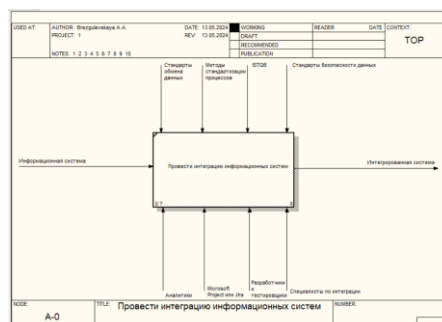 USED AT: AUTHOR: Brezgulevskaya A.A. DATE: 13.05.2024 WORKING READER DATE CONTEXT:
PROJECT: 1 REV: 13.05.2024 DRAFT TOP
RECOMMENDED
NOTES: 1 2 3 4 5 6 7 8 9 10 PUBLICATION
Стандарты обмена данных
Методы стандартизации процессов
ISTQB
Стандарты безопасности данных
Информационная система
Провести интеграцию информационных систем
Интегрированная система
0
Аналитики
Microsoft Project или Jira
Разработчики и тестировщики
Специалисты по интеграции
NODE: TITLE: Провести интеграцию информационных систем NUMBER:
A-0